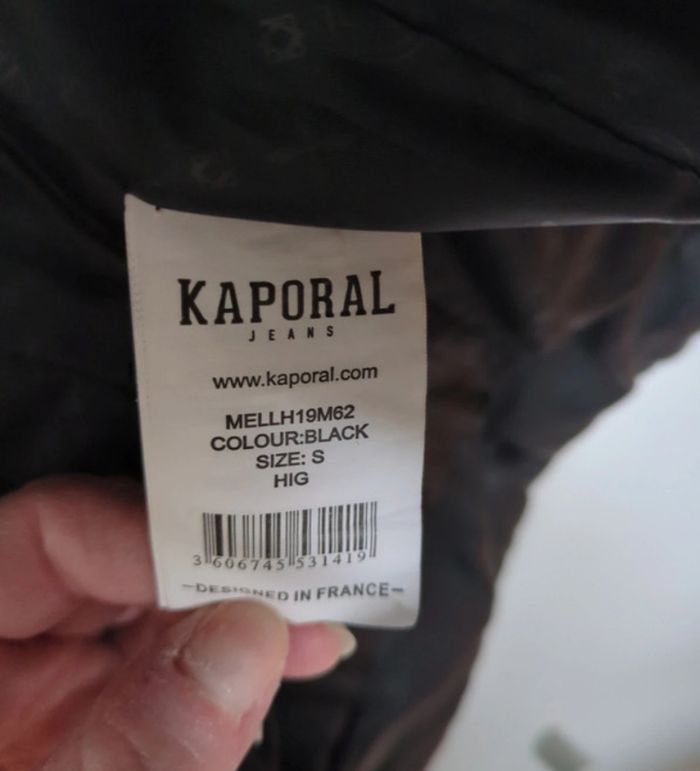 KAPORAL
JEANS
www.kaporal.com
MELLH19M62
COLOUR:BLACK
SIZE: S
HIG
3 606745 531419
-DESIGNED IN FRANCE-